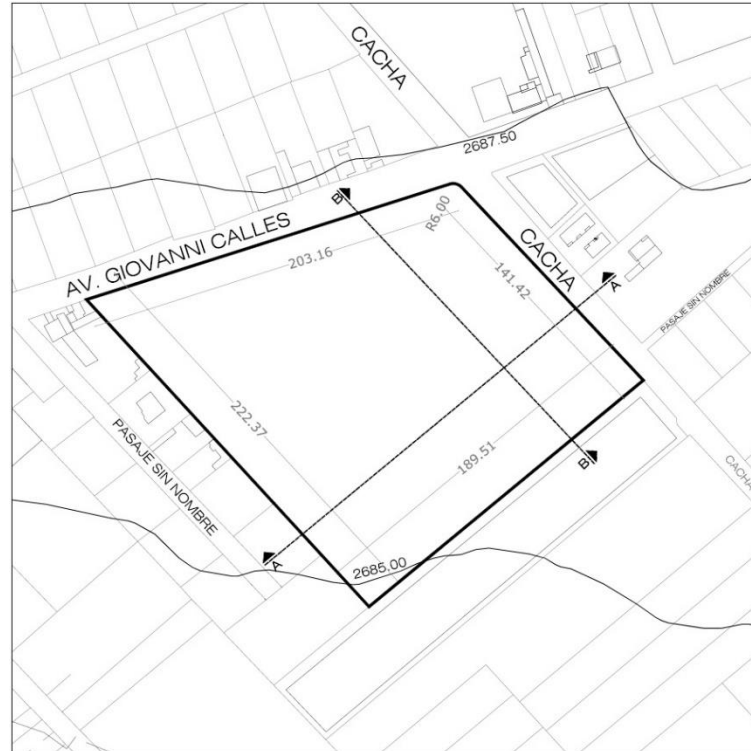 CACHA
2687.50
B
AV. GIOVANNI CALLES
R6.00
203.16
CACHA
141.42
A
PASAJE SIN NOMBRE
222.37
PASAJE SIN NOMBRE
189.51
B
CACHA
A
2685.00